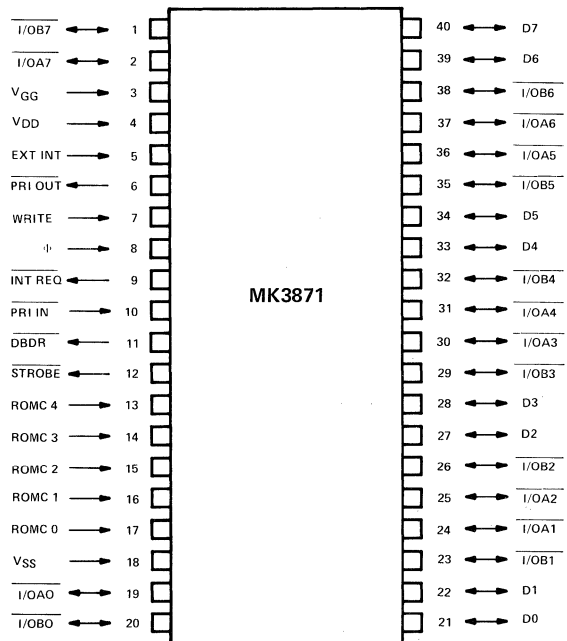 I/OB7 1 40 D7
I/OA7 2 39 D6
VGG 3 38 I/OB6
VDD 4 37 I/OA6
EXT INT 5 36 I/OA5
PRI OUT 6 35 I/OB5
WRITE 7 34 D5
Φ 8 33 D4
INT REQ 9 32 I/OB4
MK3871
PRI IN 10 31 I/OA4
DBDR 11 30 I/OA3
STROBE 12 29 I/OB3
ROMC 4 13 28 D3
ROMC 3 14 27 D2
ROMC 2 15 26 I/OB2
ROMC 1 16 25 I/OA2
ROMC 0 17 24 I/OA1
VSS 18 23 I/OB1
I/OA0 19 22 D1
I/OB0 20 21 D0